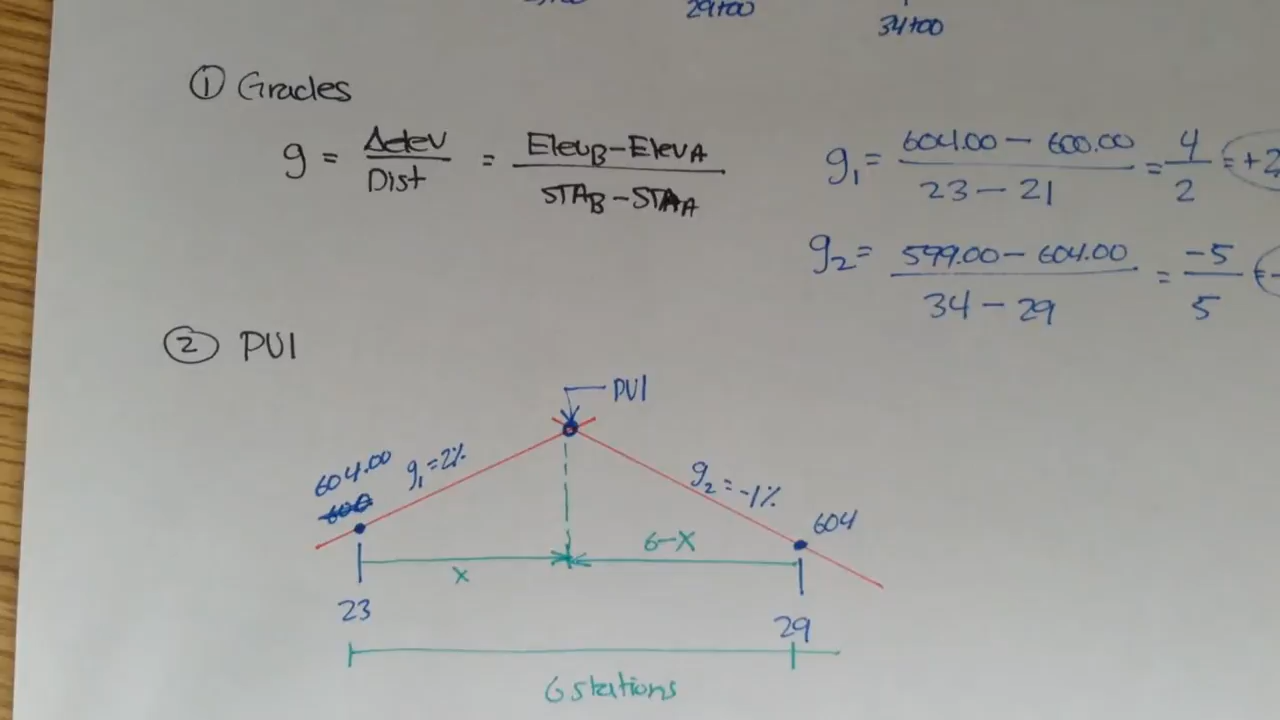 29+00
34+00
① Grades
g = Δelev / Dist = ElevB - ElevA / STAB - STAA
g₁ = 604.00 - 600.00 / 23 - 21 = 4 / 2 = +2
g₂ = 599.00 - 604.00 / 34 - 29 = -5 / 5 = -
② PVI
PVI
604.00
600
g₁ = 2%
g₂ = -1%
604
x
6-X
23
29
6 stations